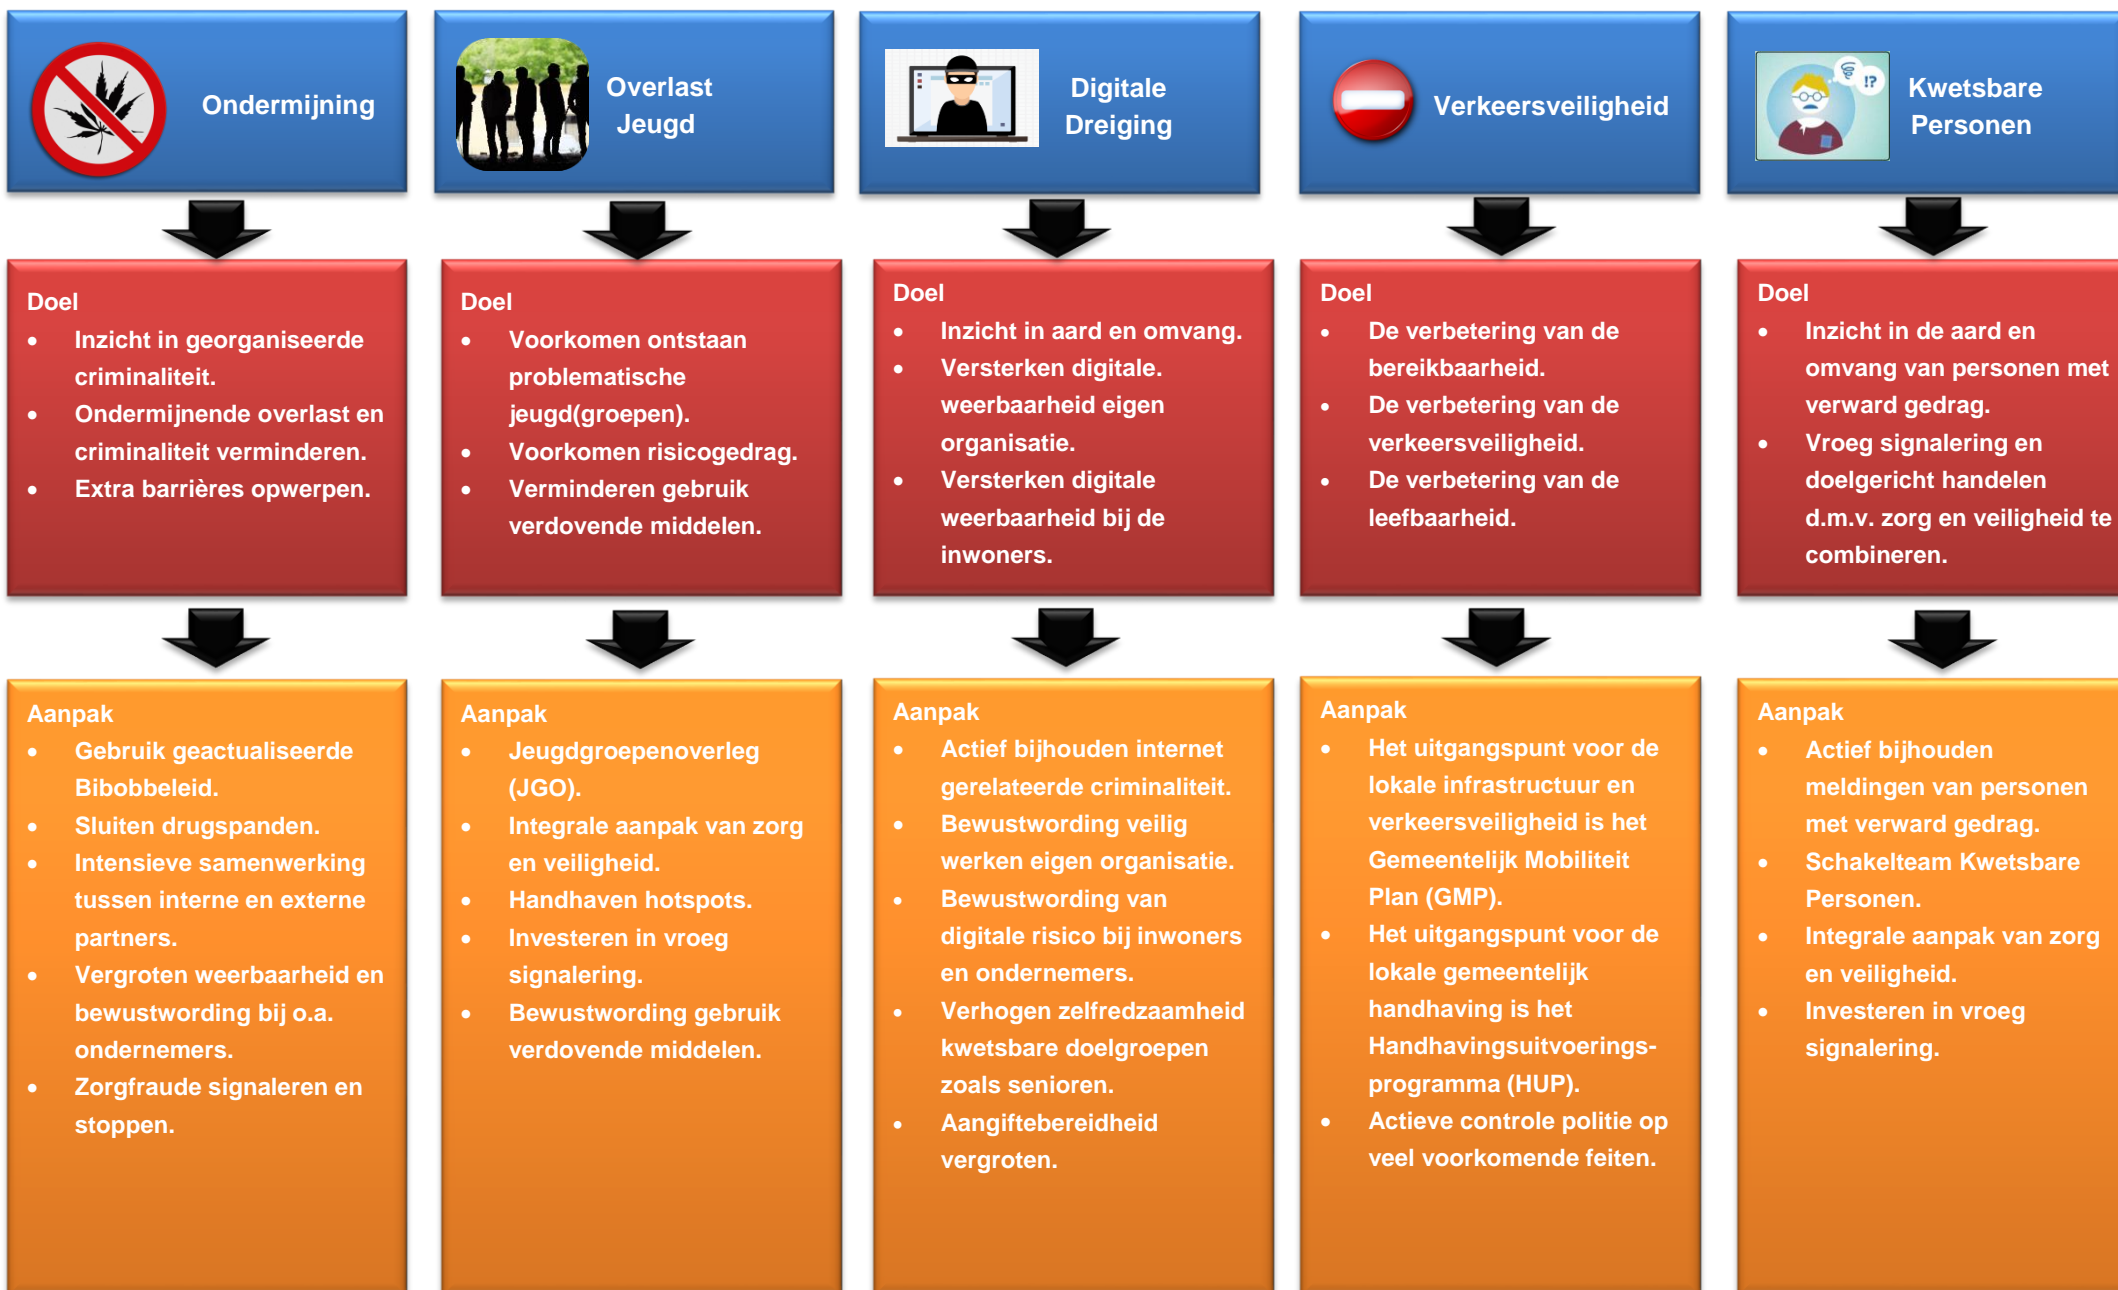 Ondermijning
Overlast
Jeugd
Digitale
Dreiging
Verkeersveiligheid
!?
Kwetsbare
Personen
Doel
• Inzicht in georganiseerde
criminaliteit.
• Ondermijnende overlast en
criminaliteit verminderen.
• Extra barrières opwerpen.
Doel
• Voorkomen ontstaan
problematische
jeugd(groepen).
• Voorkomen risicogedrag.
• Verminderen gebruik
verdovende middelen.
Doel
• Inzicht in aard en omvang.
• Versterken digitale.
weerbaarheid eigen
organisatie.
• Versterken digitale
weerbaarheid bij de
inwoners.
Doel
• De verbetering van de
bereikbaarheid.
• De verbetering van de
verkeersveiligheid.
• De verbetering van de
leefbaarheid.
Doel
• Inzicht in de aard en
omvang van personen met
verward gedrag.
• Vroeg signalering en
doelgericht handelen
d.m.v. zorg en veiligheid te
combineren.
Aanpak
• Gebruik geactualiseerde
Bibobbeleid.
• Sluiten drugspanden.
• Intensieve samenwerking
tussen interne en externe
partners.
• Vergroten weerbaarheid en
bewustwording bij o.a.
ondernemers.
• Zorgfraude signaleren en
stoppen.
Aanpak
• Jeugdgroepenoverleg
(JGO).
• Integrale aanpak van zorg
en veiligheid.
• Handhaven hotspots.
• Investeren in vroeg
signalering.
• Bewustwording gebruik
verdovende middelen.
Aanpak
• Actief bijhouden internet
gerelateerde criminaliteit.
• Bewustwording veilig
werken eigen organisatie.
• Bewustwording van
digitale risico bij inwoners
en ondernemers.
• Verhogen zelfredzaamheid
kwetsbare doelgroepen
zoals senioren.
• Aangiftebereidheid
vergroten.
Aanpak
• Het uitgangspunt voor de
lokale infrastructuur en
verkeersveiligheid is het
Gemeentelijk Mobiliteit
Plan (GMP).
• Het uitgangspunt voor de
lokale gemeentelijk
handhaving is het
Handhavingsuitvoerings-
programma (HUP).
• Actieve controle politie op
veel voorkomende feiten.
Aanpak
• Actief bijhouden
meldingen van personen
met verward gedrag.
• Schakelteam Kwetsbare
Personen.
• Integrale aanpak van zorg
en veiligheid.
• Investeren in vroeg
signalering.